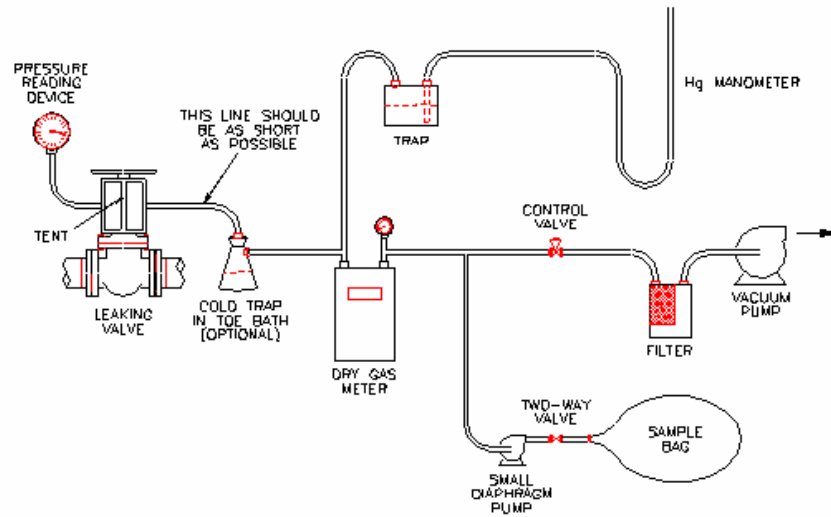 PRESSURE
READING
DEVICE
THIS LINE SHOULD
BE AS SHORT
AS POSSIBLE
TRAP
Hg MANOMETER
TENT
LEAKING
VALVE
COLD TRAP
IN TOE BATH
(OPTIONAL)
DRY GAS
METER
CONTROL
VALVE
FILTER
VACUUM
PUMP
TWO-WAY
VALVE
SMALL
DIAPHRAGM
PUMP
SAMPLE
BAG